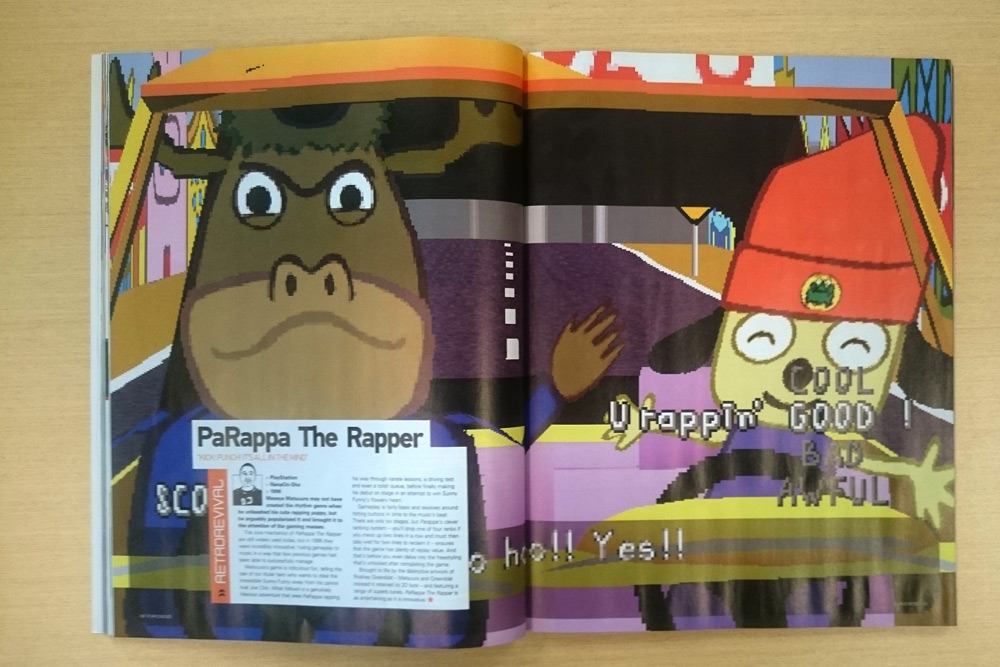 PaRappa The Rapper
"KICK! PUNCH! IT'S ALL IN THE MIND"
» RETROREVIVAL
» PlayStation
» NanaOn-Sha
» 1996
Masaya Matsuura may not have
created the rhythm genre when
he unleashed his cute rapping puppy, but
he arguably popularised it and brought it to
the attention of the gaming masses.
The core mechanics of PaRappa The Rapper
are still widely used today, but in 1996 they
were incredibly innovative, fusing gameplay to
music in a way that few previous games had
been able to successfully manage.
Matsuura's game is ridiculous fun, telling the
tale of our titular hero who wants to steal the
irresistible Sunny Funny away from his
rival Joe Chin. What follows is a genuinely
hilarious adventure that sees PaRappa rapping
his way through karate lessons, a driving test
and even a toilet queue, before finally making
his debut on stage in an attempt to win Sunny
Funny's flowery heart.
Gameplay is fairly basic and revolves around
hitting buttons in time to the music's beat.
There are only six stages, but PaRappa's clever
ranking system – you'll drop one of four ranks if
you mess up two lines in a row and must then
play well for two lines to reclaim it – ensured
that the game has plenty of replay value. And
that's before you even delve into the freestyling
that's unlocked after completing the game.
Brought to life by the distinctive artwork of
Rodney Greenblat – Matsuura and Greenblat
created it retained its 2D look – and featuring a
range of superb tunes, PaRappa The Rapper is
as entertaining as it is innovative.
SCO
COOL
U rappin' GOOD !
BAD
AWFUL
o hoo!! Yes!!